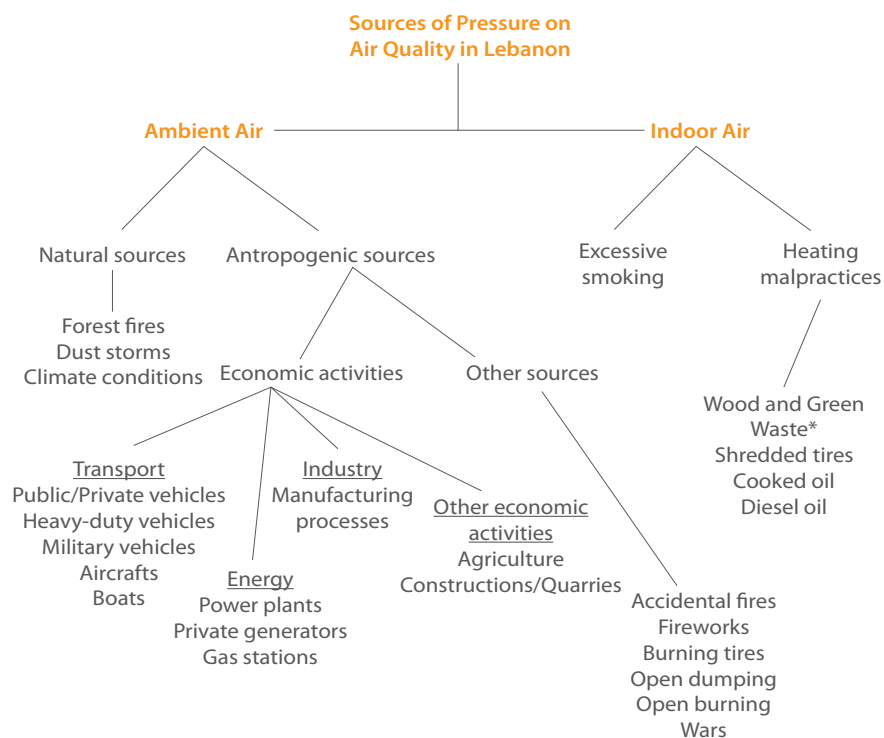 Sources of Pressure on
Air Quality in Lebanon
Ambient Air
Indoor Air
Natural sources
Antropogenic sources
Excessive
smoking
Heating
malpractices
Forest fires
Dust storms
Climate conditions
Economic activities
Other sources
Wood and Green
Waste*
Shredded tires
Cooked oil
Diesel oil
Transport
Public/Private vehicles
Heavy-duty vehicles
Military vehicles
Aircrafts
Boats
Energy
Power plants
Private generators
Gas stations
Industry
Manufacturing
processes
Other economic
activities
Agriculture
Constructions/Quarries
Accidental fires
Fireworks
Burning tires
Open dumping
Open burning
Wars